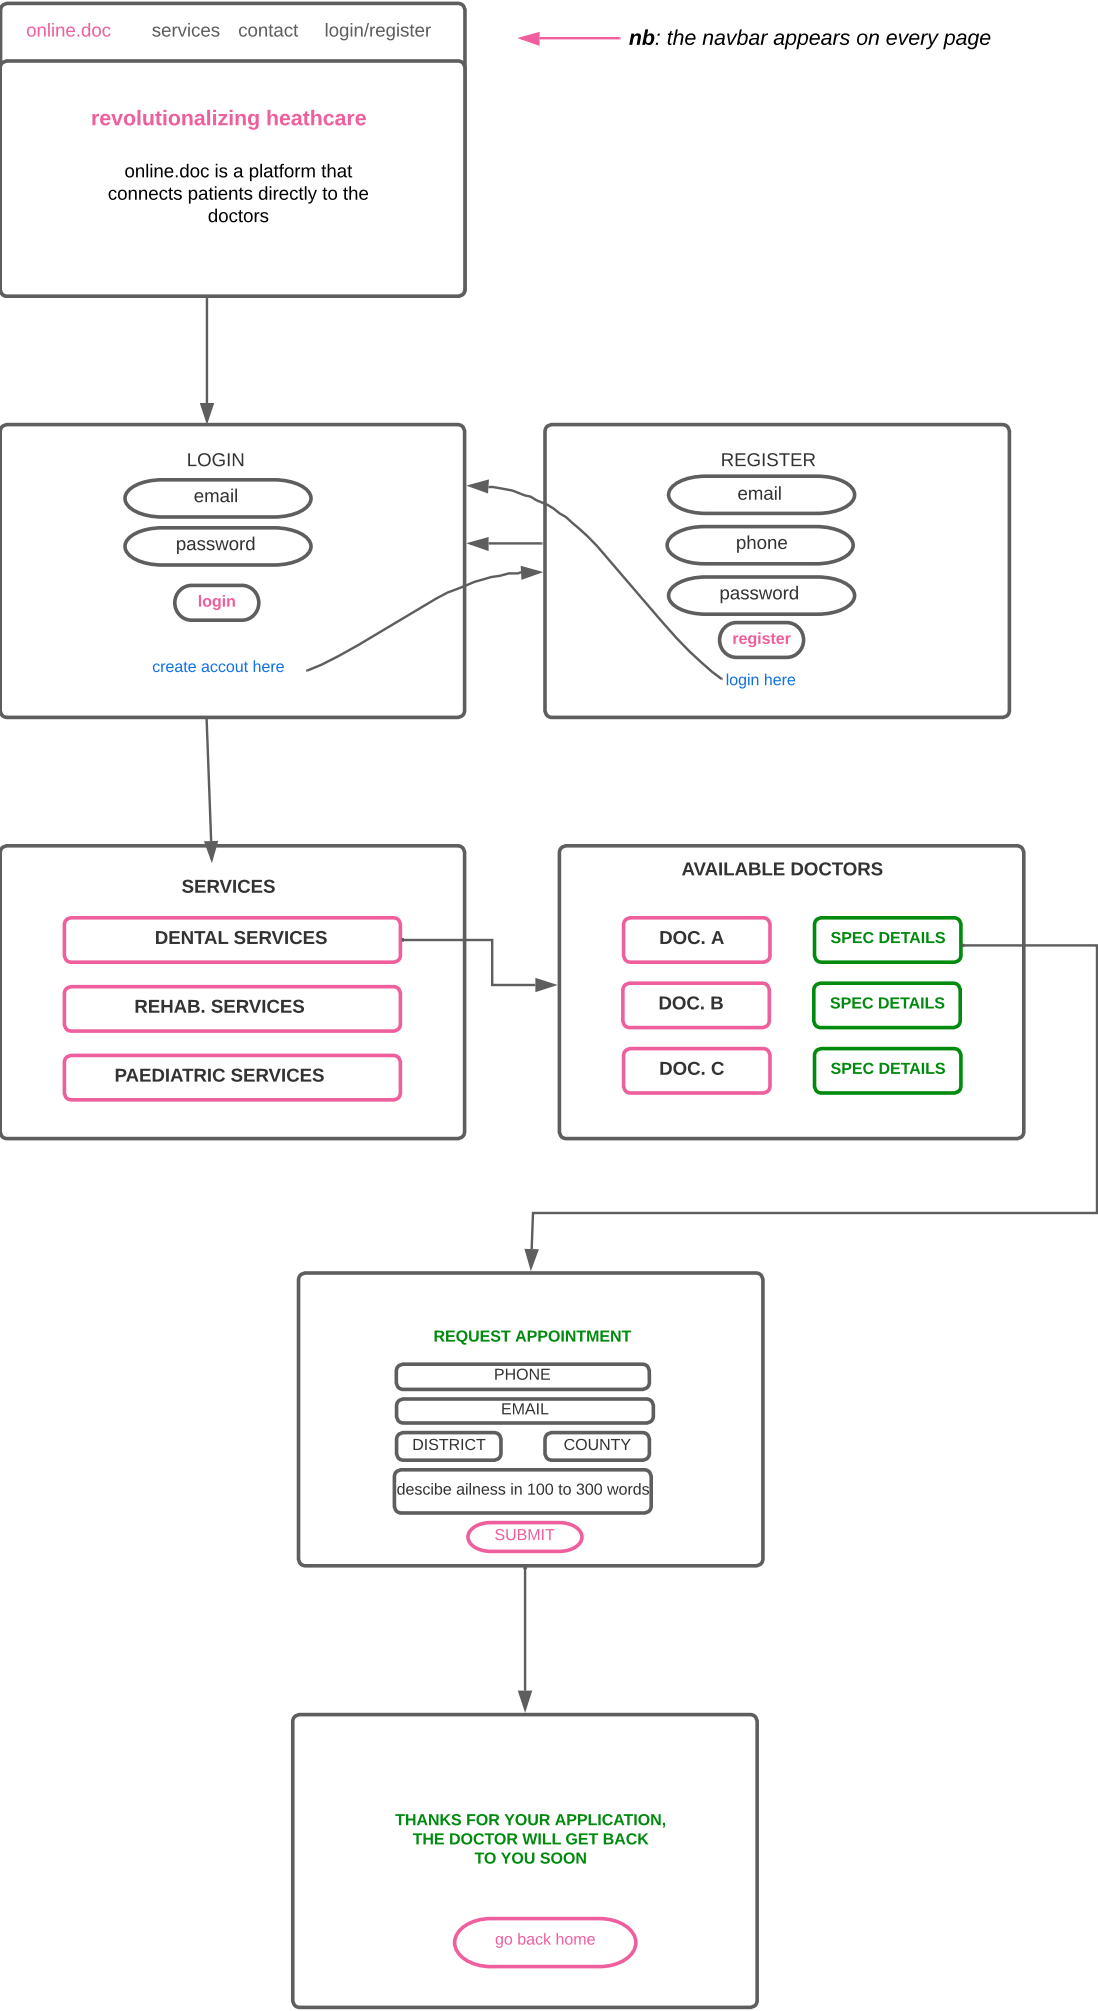 online.doc services contact login/register
nb: the navbar appears on every page
revolutionalizing heathcare
online.doc is a platform that
connects patients directly to the
doctors
LOGIN
email
password
login
create accout here
REGISTER
email
phone
password
register
login here
SERVICES
DENTAL SERVICES
REHAB. SERVICES
PAEDIATRIC SERVICES
AVAILABLE DOCTORS
DOC. A SPEC DETAILS
DOC. B SPEC DETAILS
DOC. C SPEC DETAILS
REQUEST APPOINTMENT
PHONE
EMAIL
DISTRICT COUNTY
descibe ailness in 100 to 300 words
SUBMIT
THANKS FOR YOUR APPLICATION,
THE DOCTOR WILL GET BACK
TO YOU SOON
go back home